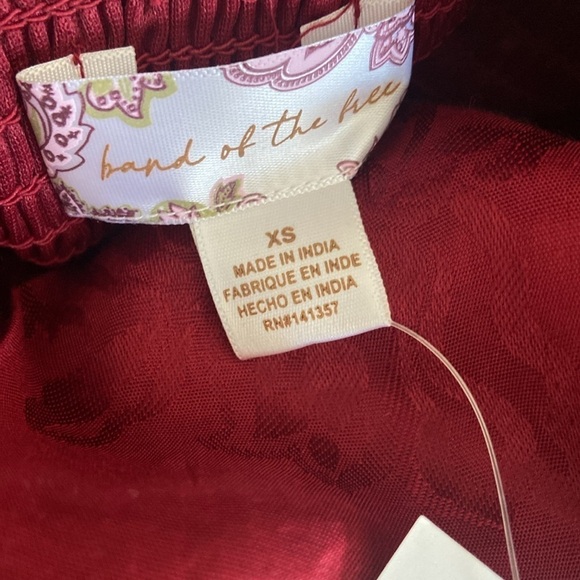 band of the free
XS
MADE IN INDIA
FABRIQUE EN INDE
HECHO EN INDIA
RN#141357